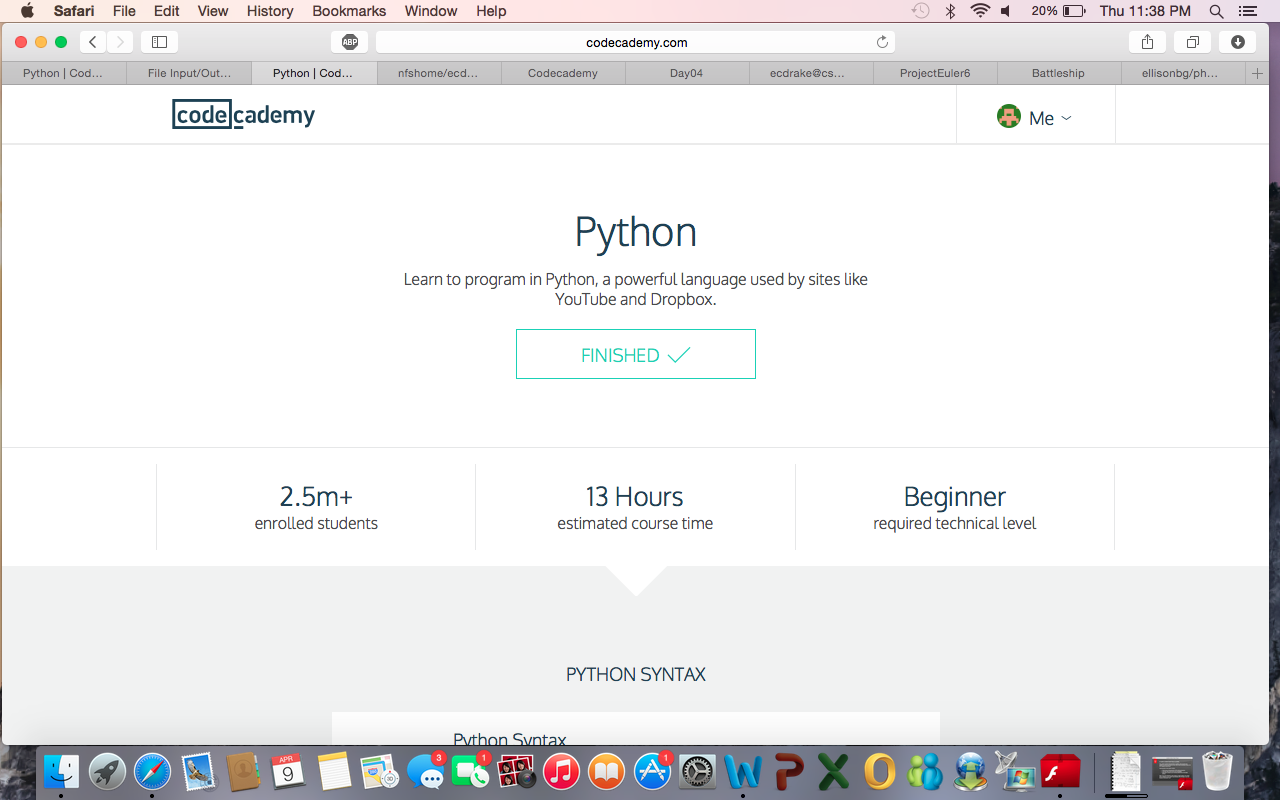 Safari File Edit View History Bookmarks Window Help 20% Thu 11:38 PM
ABP codecademy.com
Python | Cod... File Input/Out... Python | Cod... nfshome/ecd... Codecademy Day04 ecdrake@cs... ProjectEuler6 Battleship ellisonbg/ph... +
codecademy Me
Python
Learn to program in Python, a powerful language used by sites like
YouTube and Dropbox.
FINISHED
2.5m+ 13 Hours Beginner
enrolled students estimated course time required technical level
PYTHON SYNTAX
Python Syntax
APR 3 1 1
9